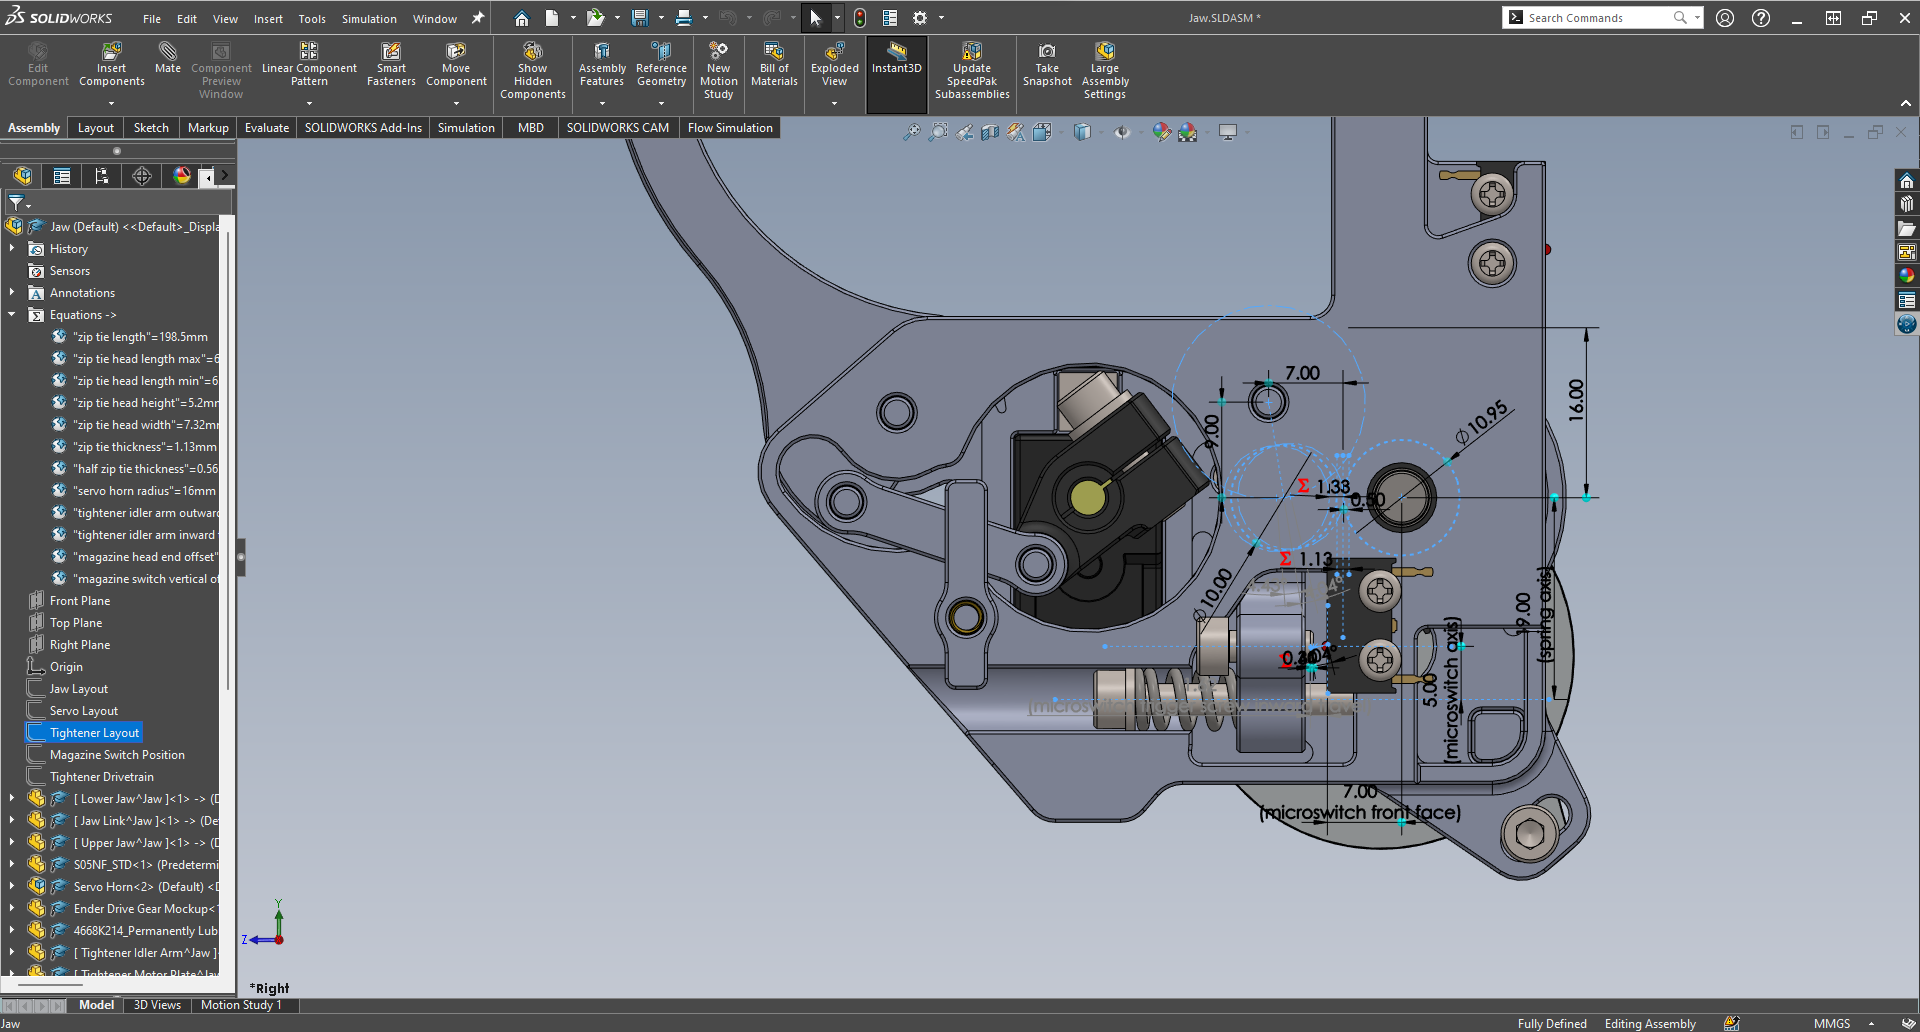 SOLIDWORKS File Edit View Insert Tools Simulation Window Jaw.SLDASM * Search Commands
Edit Component
Insert Components
Mate
Component Preview Window
Linear Component Pattern
Smart Fasteners
Move Component
Show Hidden Components
Assembly Features
Reference Geometry
New Motion Study
Bill of Materials
Exploded View
Instant3D
Update SpeedPak Subassemblies
Take Snapshot
Large Assembly Settings
Assembly Layout Sketch Markup Evaluate SOLIDWORKS Add-Ins Simulation MBD SOLIDWORKS CAM Flow Simulation
Jaw (Default) <<Default>_Displa
History
Sensors
Annotations
Equations ->
"zip tie length"=198.5mm
"zip tie head length max"=6
"zip tie head length min"=6
"zip tie head height"=5.2mm
"zip tie head width"=7.32mm
"zip tie thickness"=1.13mm
"half zip tie thickness"=0.56
"servo horn radius"=16mm
"tightener idler arm outward
"tightener idler arm inward
"magazine head end offset"
"magazine switch vertical of
Front Plane
Top Plane
Right Plane
Origin
Jaw Layout
Servo Layout
Tightener Layout
Magazine Switch Position
Tightener Drivetrain
[ Lower Jaw^Jaw ]<1> -> (D
[ Jaw Link^Jaw ]<1> -> (De
[ Upper Jaw^Jaw ]<1> -> (D
S05NF_STD<1> (Predetermi
Servo Horn<2> (Default) <D
Ender Drive Gear Mockup<
4668K214_Permanently Lub
[ Tightener Idler Arm^Jaw ]
[ Tightener Motor Plate^Jaw
7.00
9.00
16.00
Ø10.95
Σ 1.33
0.50
Σ 1.13
Ø10.00
19.00
(spring axis)
5.00
(microswitch axis)
7.00
(microswitch front face)
Y
Z
*Right
Model 3D Views Motion Study 1
Jaw Fully Defined Editing Assembly MMGS